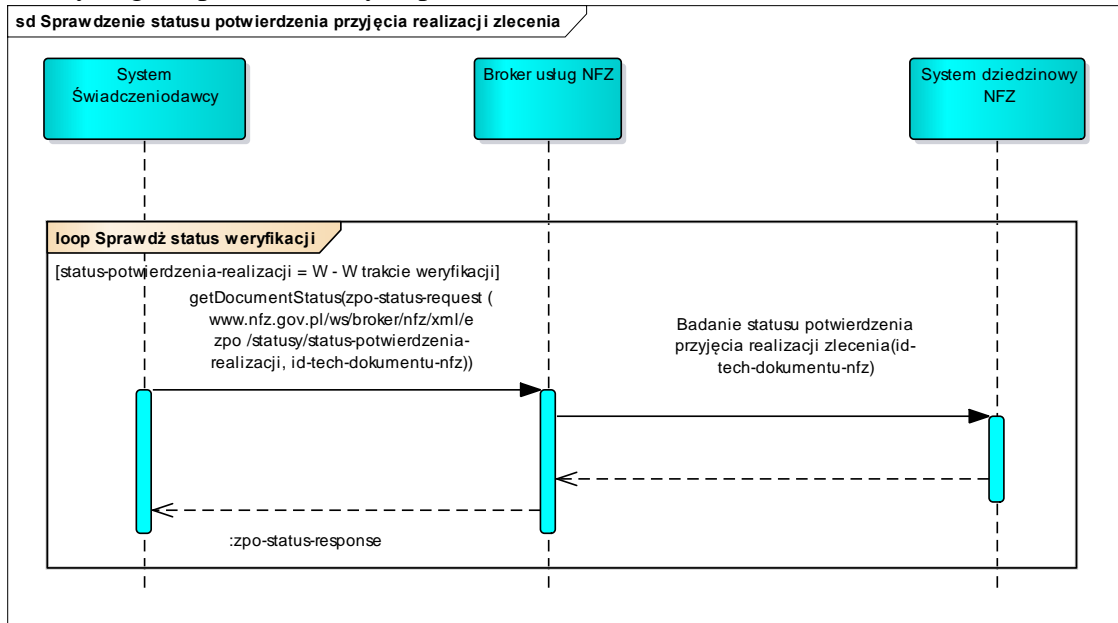 sd Sprawdzenie statusu potwierdzenia przyjęcia realizacji zlecenia
System
Świadczeniodawcy
Broker usług NFZ
System dziedzinowy
NFZ
loop Sprawdż status weryfikacji
[status-potwierdzenia-realizacji = W - W trakcie weryfikacji]
getDocumentStatus(zpo-status-request (
www.nfz.gov.pl/ws/broker/nfz/xml/e
zpo /statusy/status-potwierdzenia-
realizacji, id-tech-dokumentu-nfz))
Badanie statusu potwierdzenia
przyjęcia realizacji zlecenia(id-
tech-dokumentu-nfz)
:zpo-status-response